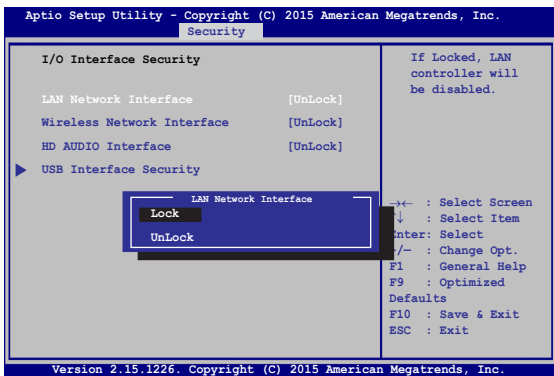 Aptio Setup Utility - Copyright (C) 2015 American Megatrends, Inc.
Security
I/O Interface Security
LAN Network Interface [UnLock]
Wireless Network Interface [UnLock]
HD AUDIO Interface [UnLock]
USB Interface Security
LAN Network Interface
Lock
UnLock
If Locked, LAN
controller will
be disabled.
→← : Select Screen
↑↓ : Select Item
Enter: Select
+/— : Change Opt.
F1 : General Help
F9 : Optimized
Defaults
F10 : Save & Exit
ESC : Exit
Version 2.15.1226. Copyright (C) 2015 American Megatrends, Inc.